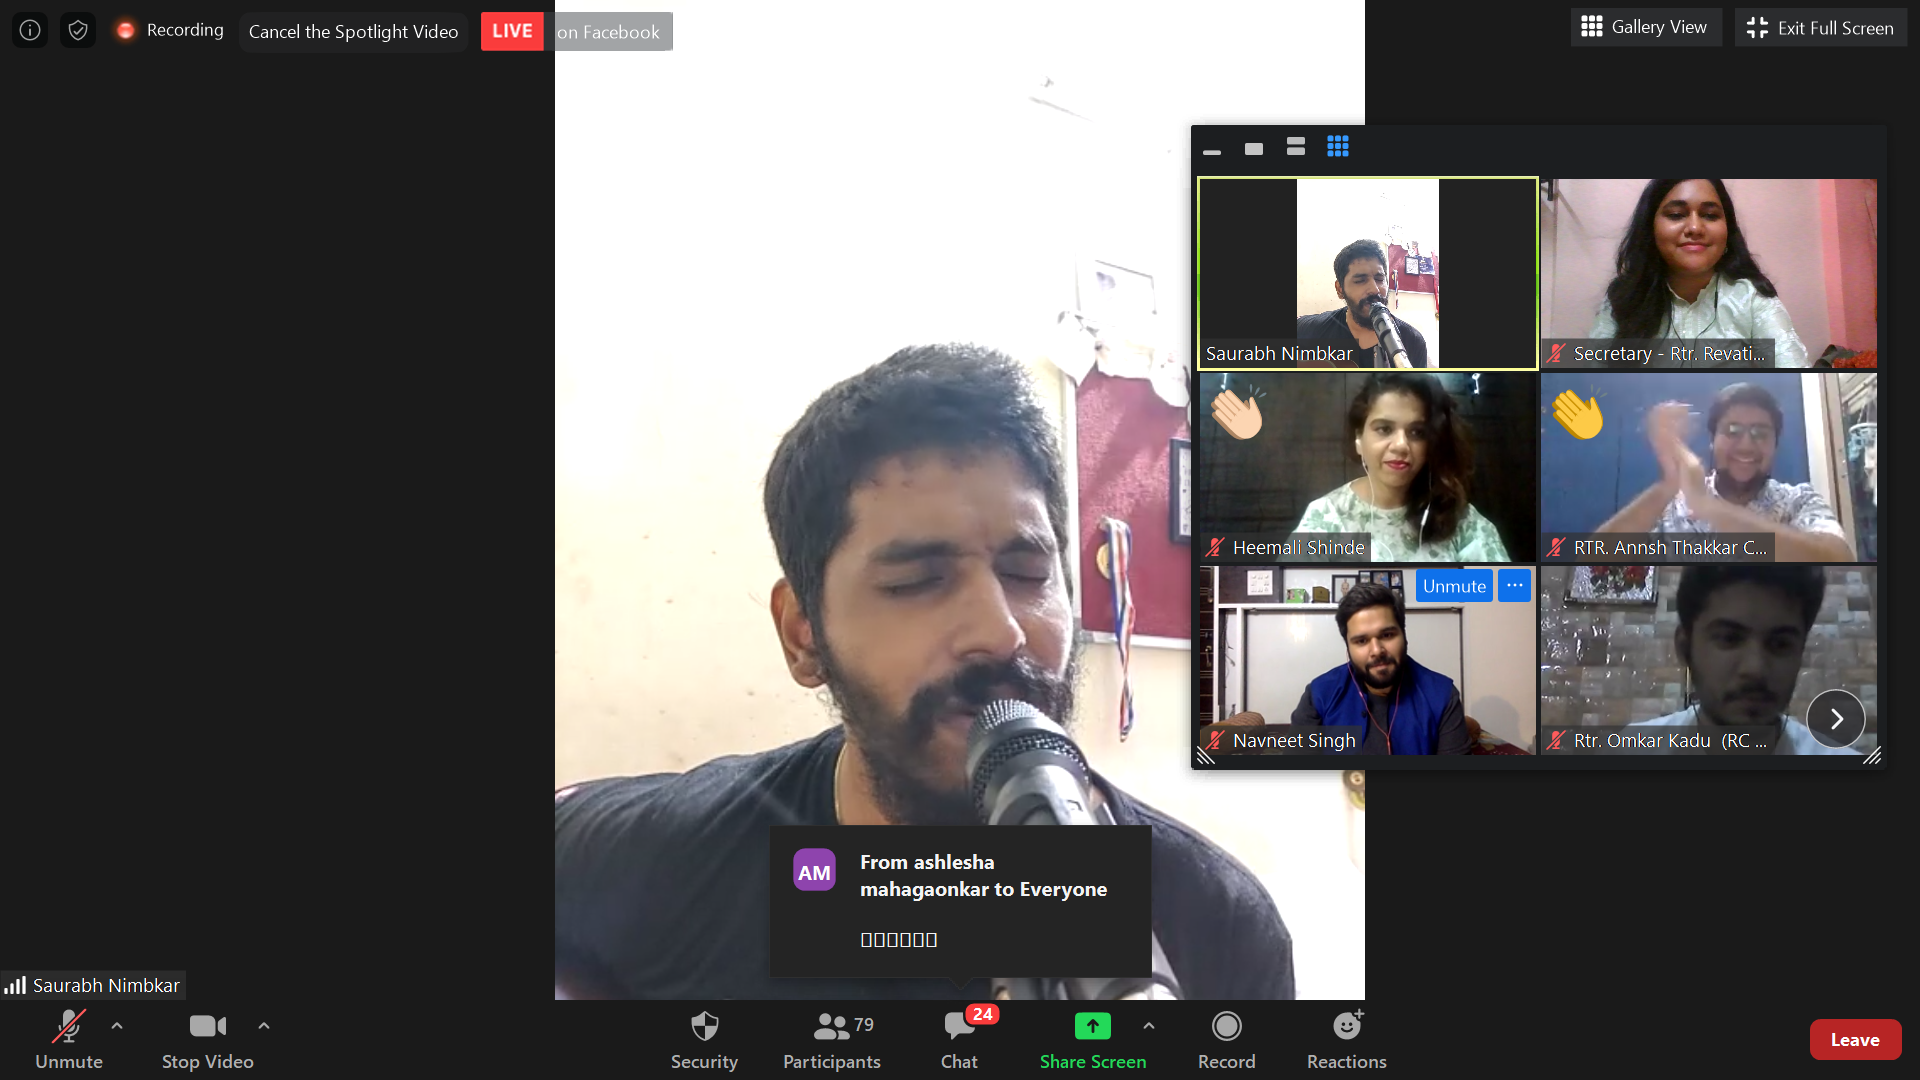 Recording
Cancel the Spotlight Video
LIVE on Facebook
Gallery View
Exit Full Screen
Saurabh Nimbkar
Secretary - Rtr. Revati...
Heemali Shinde
RTR. Annsh Thakkar C...
Unmute
...
Navneet Singh
Rtr. Omkar Kadu (RC ...
AM
From ashlesha
mahagaonkar to Everyone
▯▯▯▯▯▯
Saurabh Nimbkar
Unmute
Stop Video
Security
79
Participants
24
Chat
Share Screen
Record
Reactions
Leave